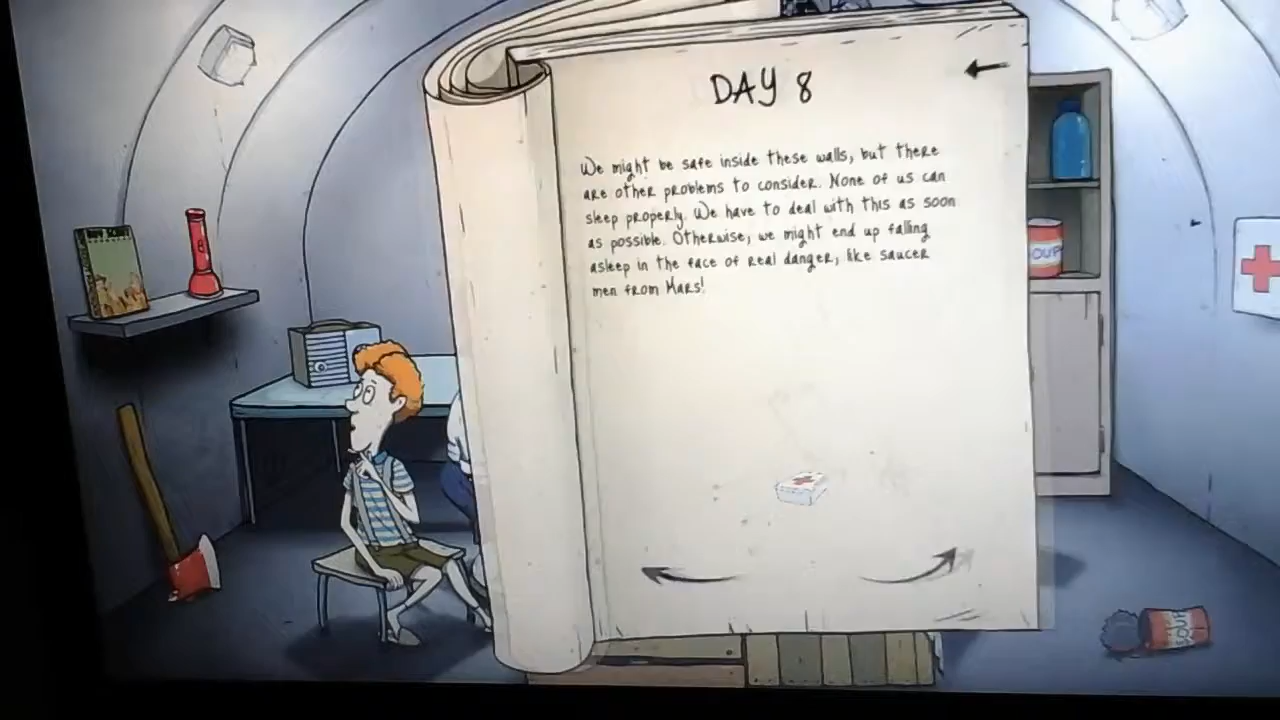 DAY 8
We might be safe inside these walls, but there
are other problems to consider. None of us can
sleep properly. We have to deal with this as soon
as possible. Otherwise, we might end up falling
asleep in the face of real danger, like saucer
men from Mars!
SOUP
SOUP